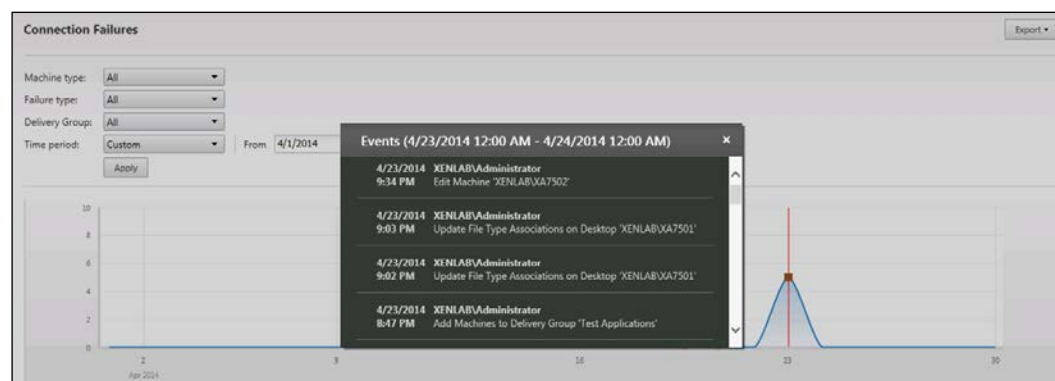 Connection Failures
Export
Machine type: All
Failure type: All
Delivery Group: All
Time period: Custom From 4/1/2014
Apply
Events (4/23/2014 12:00 AM - 4/24/2014 12:00 AM) ×
4/23/2014 XENLAB\Administrator
9:34 PM Edit Machine 'XENLAB\XA7502'
4/23/2014 XENLAB\Administrator
9:03 PM Update File Type Associations on Desktop 'XENLAB\XA7501'
4/23/2014 XENLAB\Administrator
9:02 PM Update File Type Associations on Desktop 'XENLAB\XA7501'
4/23/2014 XENLAB\Administrator
8:47 PM Add Machines to Delivery Group 'Test Applications'
10
8
6
4
2
0
2 9 16 23 30
Apr 2014